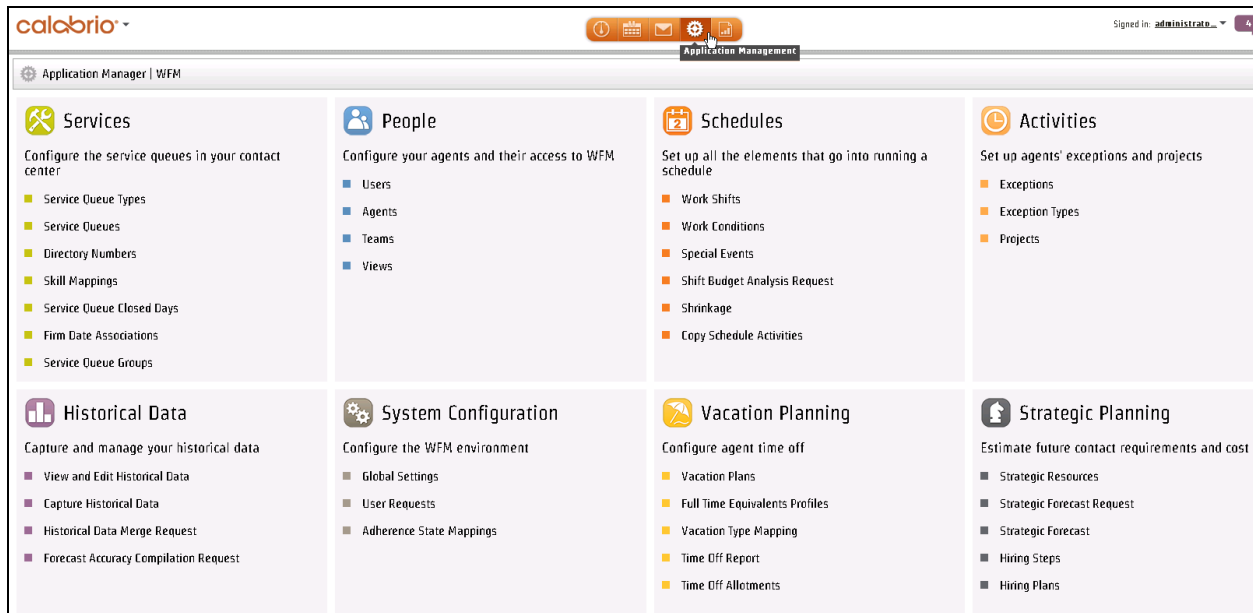 calabrio
Signed in: administrato... 4
Application Management
Application Manager | WFM
Services
Configure the service queues in your contact
center
Service Queue Types
Service Queues
Directory Numbers
Skill Mappings
Service Queue Closed Days
Firm Date Associations
Service Queue Groups
People
Configure your agents and their access to WFM
Users
Agents
Teams
Views
Schedules
2
Set up all the elements that go into running a
schedule
Work Shifts
Work Conditions
Special Events
Shift Budget Analysis Request
Shrinkage
Copy Schedule Activities
Activities
Set up agents' exceptions and projects
Exceptions
Exception Types
Projects
Historical Data
Capture and manage your historical data
View and Edit Historical Data
Capture Historical Data
Historical Data Merge Request
Forecast Accuracy Compilation Request
System Configuration
Configure the WFM environment
Global Settings
User Requests
Adherence State Mappings
Vacation Planning
Configure agent time off
Vacation Plans
Full Time Equivalents Profiles
Vacation Type Mapping
Time Off Report
Time Off Allotments
Strategic Planning
Estimate future contact requirements and cost
Strategic Resources
Strategic Forecast Request
Strategic Forecast
Hiring Steps
Hiring Plans